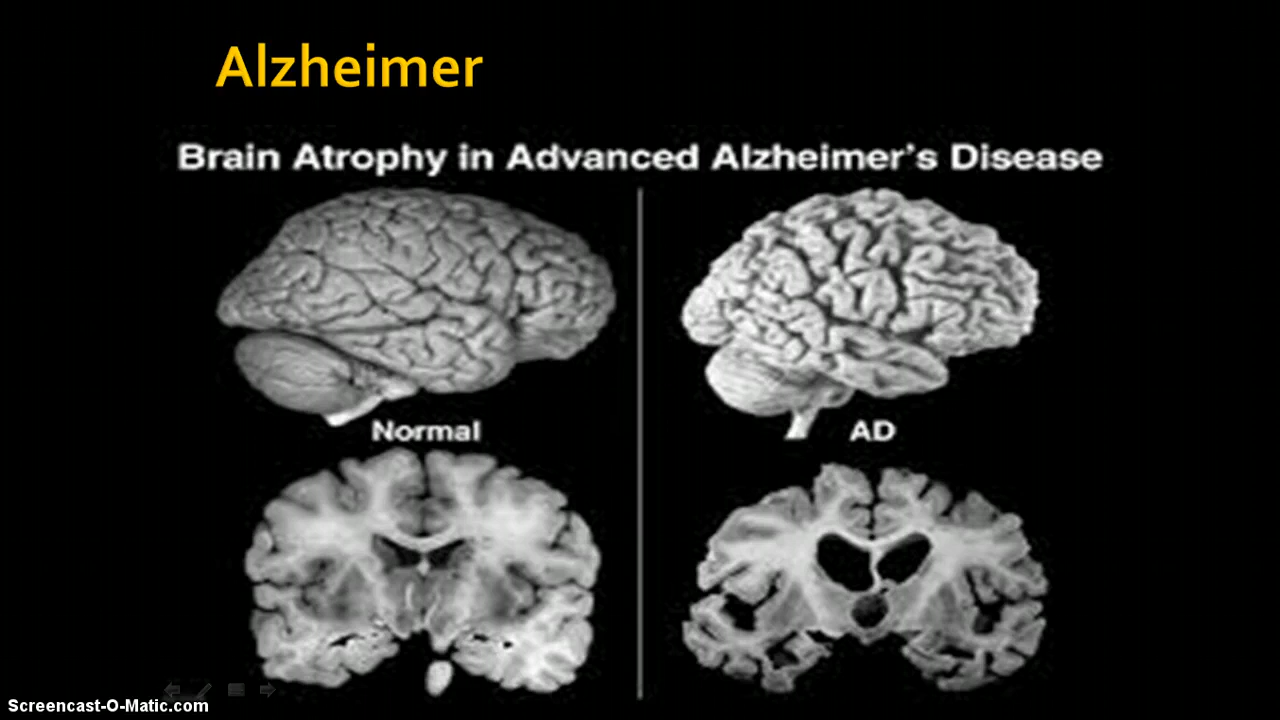 Alzheimer
Brain Atrophy in Advanced Alzheimer's Disease
Normal
AD
Screencast-O-Matic.com